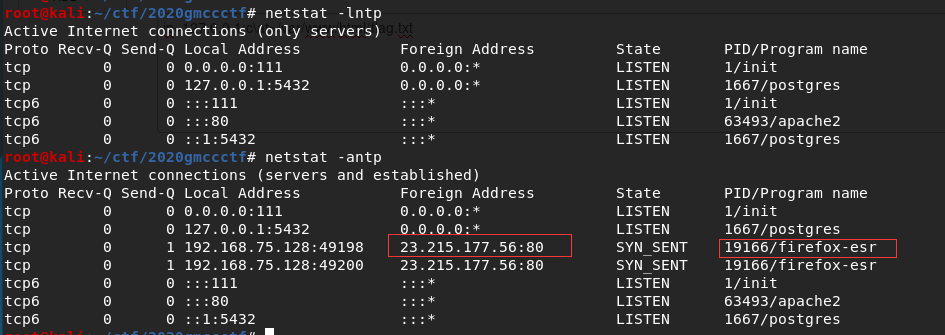 root@kali:~/ctf/2020gmccctf# netstat -lntp
Active Internet connections (only servers)
Proto Recv-Q Send-Q Local Address           Foreign Address         State       PID/Program name
tcp        0      0 0.0.0.0:111             0.0.0.0:*               LISTEN      1/init
tcp        0      0 127.0.0.1:5432          0.0.0.0:*               LISTEN      1667/postgres
tcp6       0      0 :::111                  :::*                    LISTEN      1/init
tcp6       0      0 :::80                   :::*                    LISTEN      63493/apache2
tcp6       0      0 ::1:5432                :::*                    LISTEN      1667/postgres
root@kali:~/ctf/2020gmccctf# netstat -antp
Active Internet connections (servers and established)
Proto Recv-Q Send-Q Local Address           Foreign Address         State       PID/Program name
tcp        0      0 0.0.0.0:111             0.0.0.0:*               LISTEN      1/init
tcp        0      0 127.0.0.1:5432          0.0.0.0:*               LISTEN      1667/postgres
tcp        0      1 192.168.75.128:49198    23.215.177.56:80        SYN_SENT    19166/firefox-esr
tcp        0      1 192.168.75.128:49200    23.215.177.56:80        SYN_SENT    19166/firefox-esr
tcp6       0      0 :::111                  :::*                    LISTEN      1/init
tcp6       0      0 :::80                   :::*                    LISTEN      63493/apache2
tcp6       0      0 ::1:5432                :::*                    LISTEN      1667/postgres
root@kali:~/ctf/2020gmccctf#